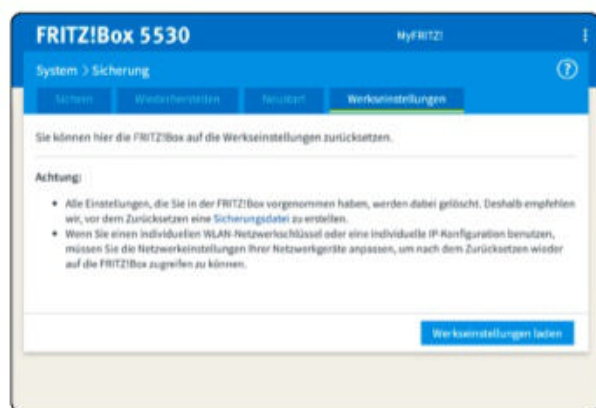 FRITZ!Box 5530
MyFRITZ!
System > Sicherung
Sichern Wiederherstellen Neustart Werkseinstellungen
Sie können hier die FRITZ!Box auf die Werkseinstellungen zurücksetzen.
Achtung:
• Alle Einstellungen, die Sie in der FRITZ!Box vorgenommen haben, werden dabei gelöscht. Deshalb empfehlen
wir, vor dem Zurücksetzen eine Sicherungsdatei zu erstellen.
• Wenn Sie einen individuellen WLAN-Netzwerkschlüssel oder eine individuelle IP-Konfiguration benutzen,
müssen Sie die Netzwerkeinstellungen Ihrer Netzwerkgeräte anpassen, um nach dem Zurücksetzen wieder
auf die FRITZ!Box zugreifen zu können.
Werkseinstellungen laden